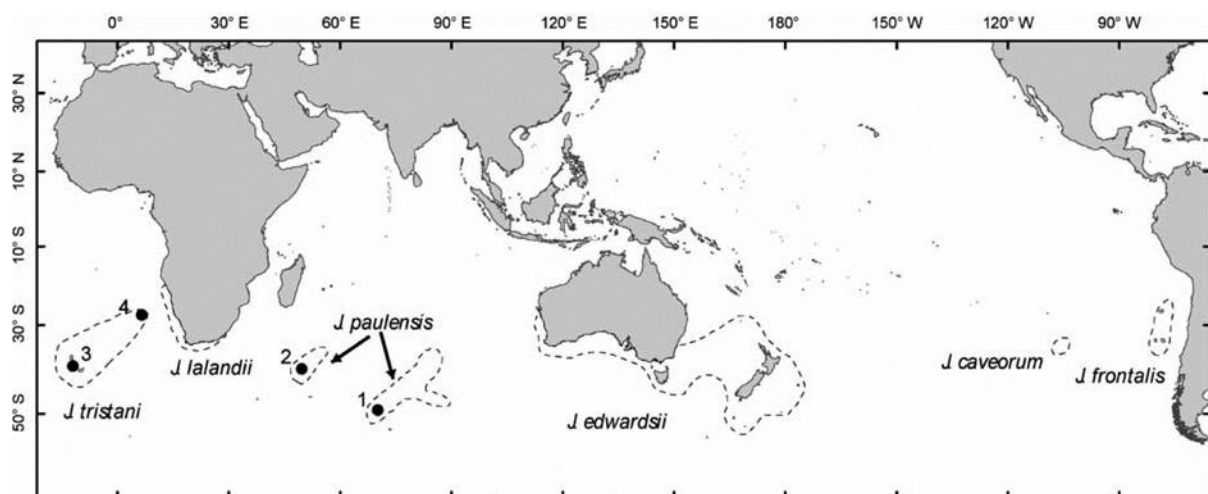 0° 30° E 60° E 90° E 120° E 150° E 180° 150° W 120° W 90° W
30° N
10° N
10° S
30° S
50° S
4
3
J. tristani
J. lalandii
J. paulensis
2
1
J. edwardsii
J. caveorum
J. frontalis